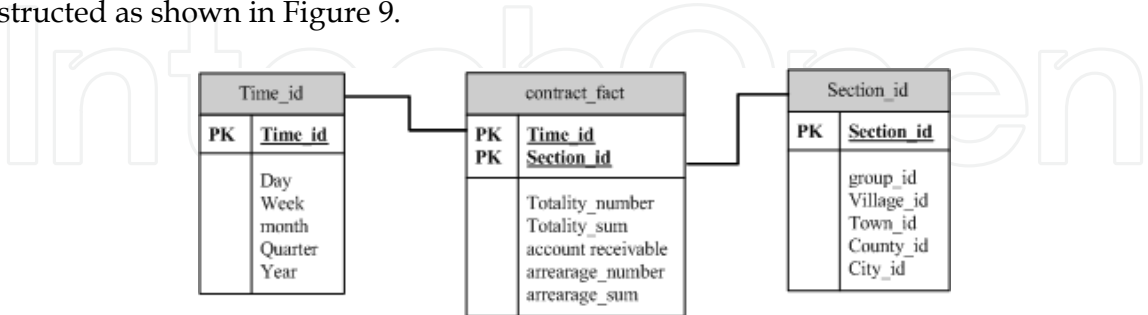 structed as shown in Figure 9.
IntechOpen
Time_id
PK Time_id
Day
Week
month
Quarter
Year
contract_fact
PK Time_id
PK Section_id
Totality_number
Totality_sum
account receivable
arrearage_number
arrearage_sum
Section_id
PK Section_id
group_id
Village_id
Town_id
County_id
City_id